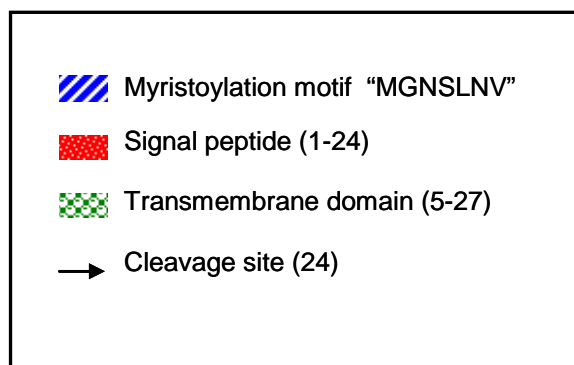 Myristoylation motif “MGNSLNV”
Signal peptide (1-24)
Transmembrane domain (5-27)
Cleavage site (24)